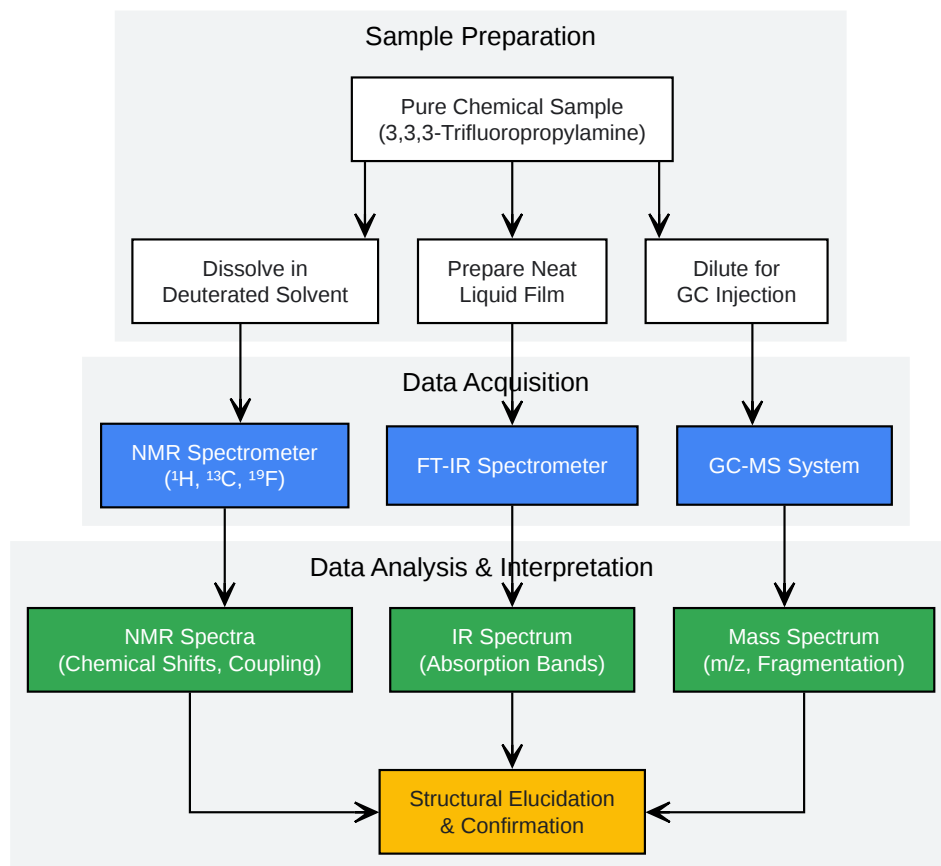 Sample Preparation
Pure Chemical Sample
(3,3,3-Trifluoropropylamine)
Dissolve in
Deuterated Solvent
Prepare Neat
Liquid Film
Dilute for
GC Injection
Data Acquisition
NMR Spectrometer
(¹H, ¹³C, ¹⁹F)
FT-IR Spectrometer
GC-MS System
Data Analysis & Interpretation
NMR Spectra
(Chemical Shifts, Coupling)
IR Spectrum
(Absorption Bands)
Mass Spectrum
(m/z, Fragmentation)
Structural Elucidation
& Confirmation